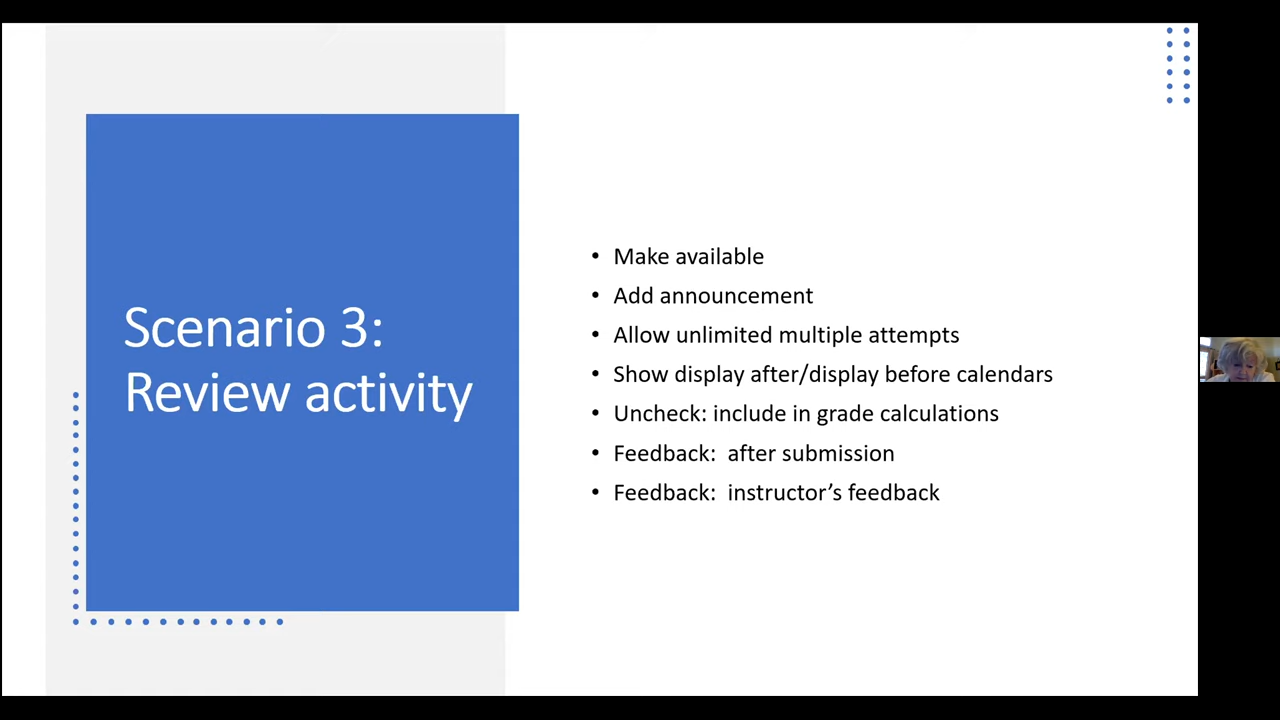 Scenario 3:
Review activity
• Make available
• Add announcement
• Allow unlimited multiple attempts
• Show display after/display before calendars
• Uncheck: include in grade calculations
• Feedback:  after submission
• Feedback:  instructor’s feedback